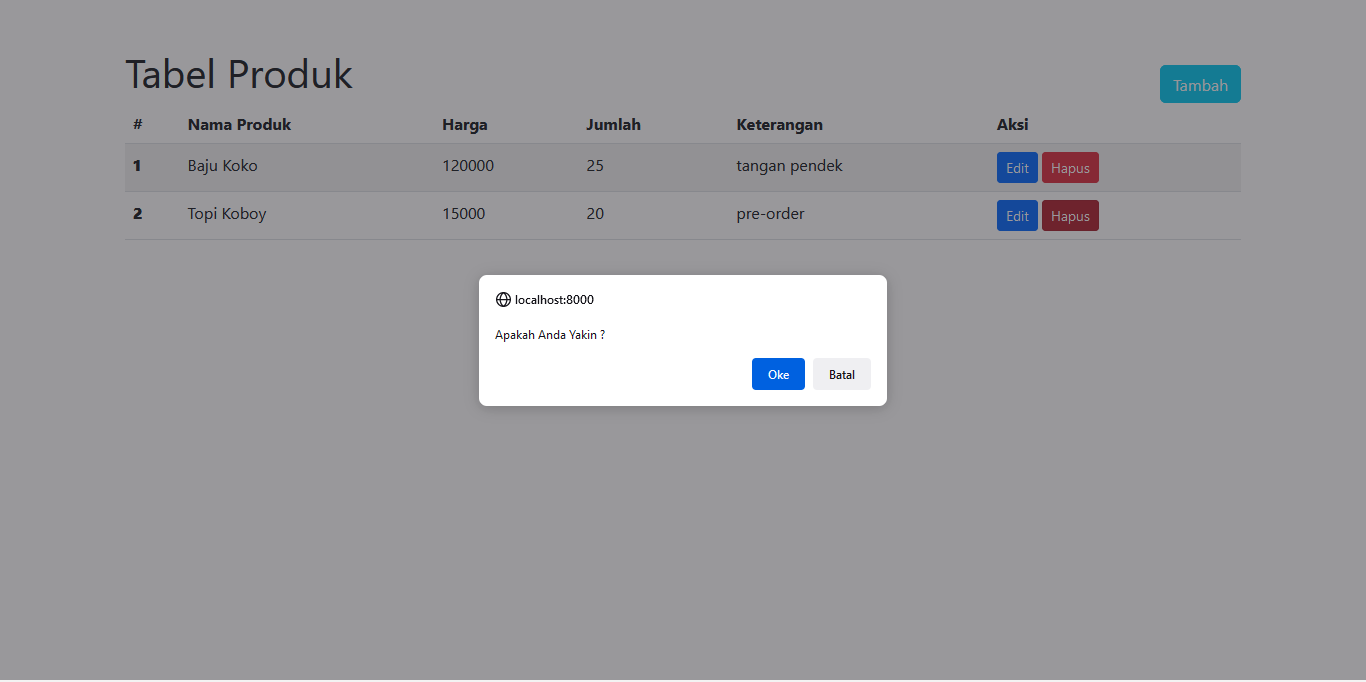 Tabel Produk
Tambah
# Nama Produk Harga Jumlah Keterangan Aksi
1 Baju Koko 120000 25 tangan pendek Edit Hapus
2 Topi Koboy 15000 20 pre-order Edit Hapus
localhost:8000
Apakah Anda Yakin ?
Oke Batal